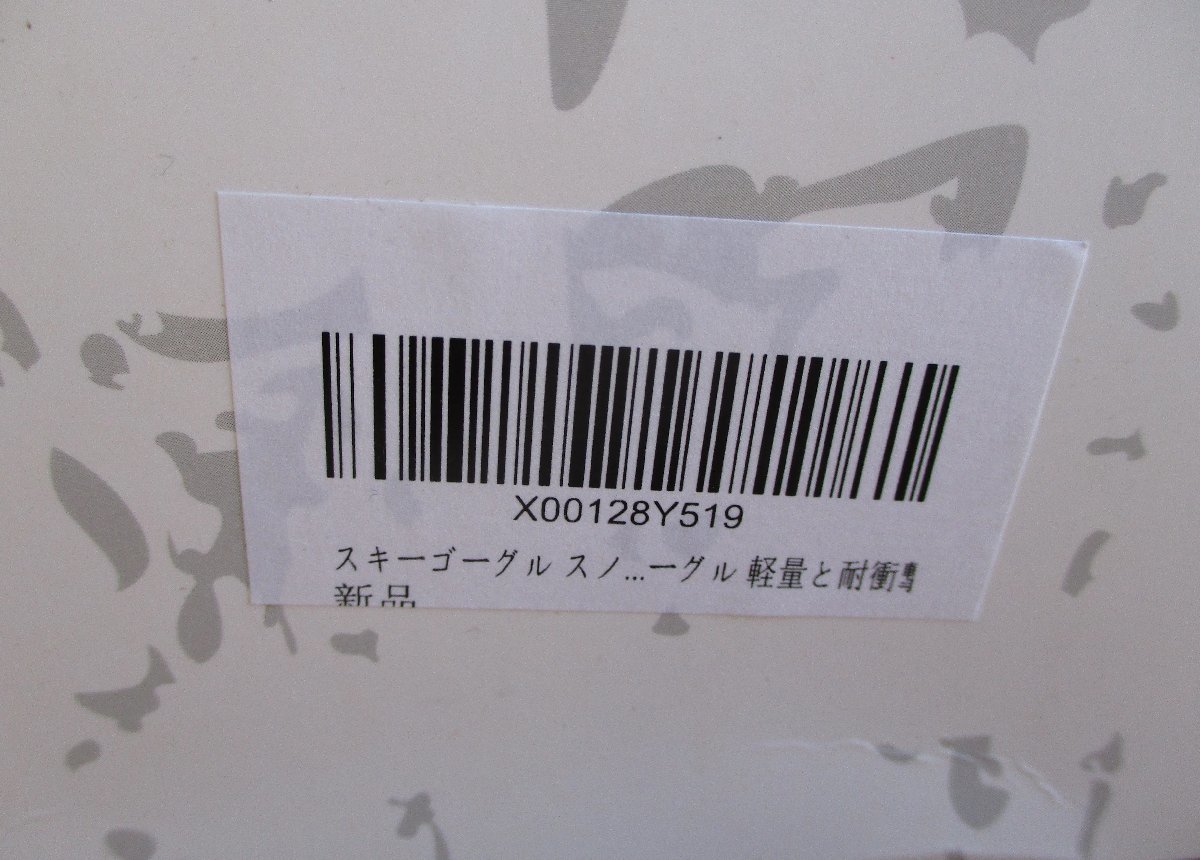 X00128Y519
スキーゴーグル スノ...ーグル 軽量と耐衝
新品